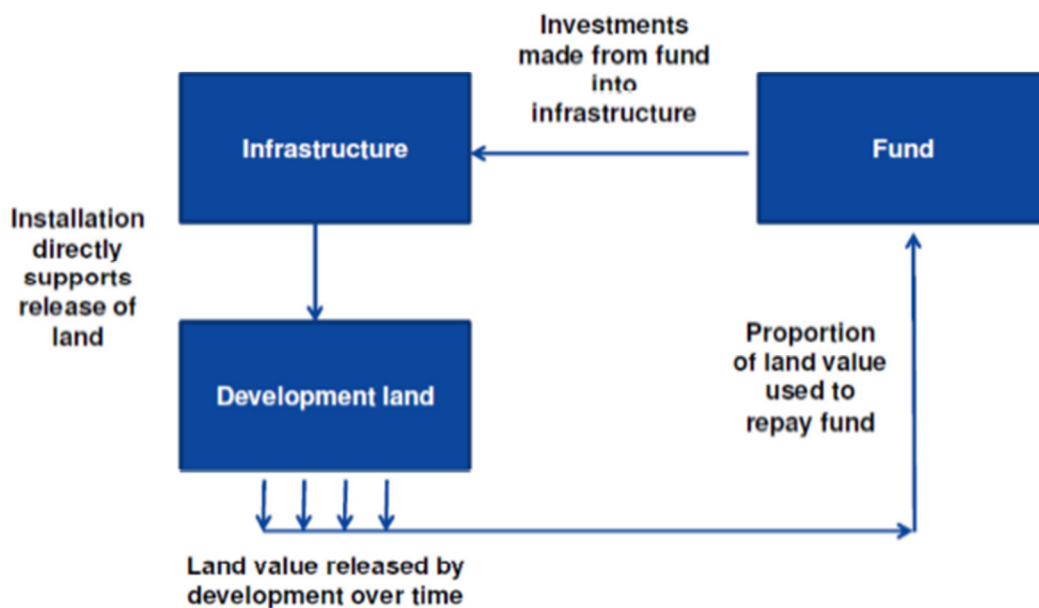 Investments
made from fund
into
infrastructure
Infrastructure
Fund
Installation
directly
supports
release of
land
Development land
Proportion
of land value
used to
repay fund
Land value released by
development over time